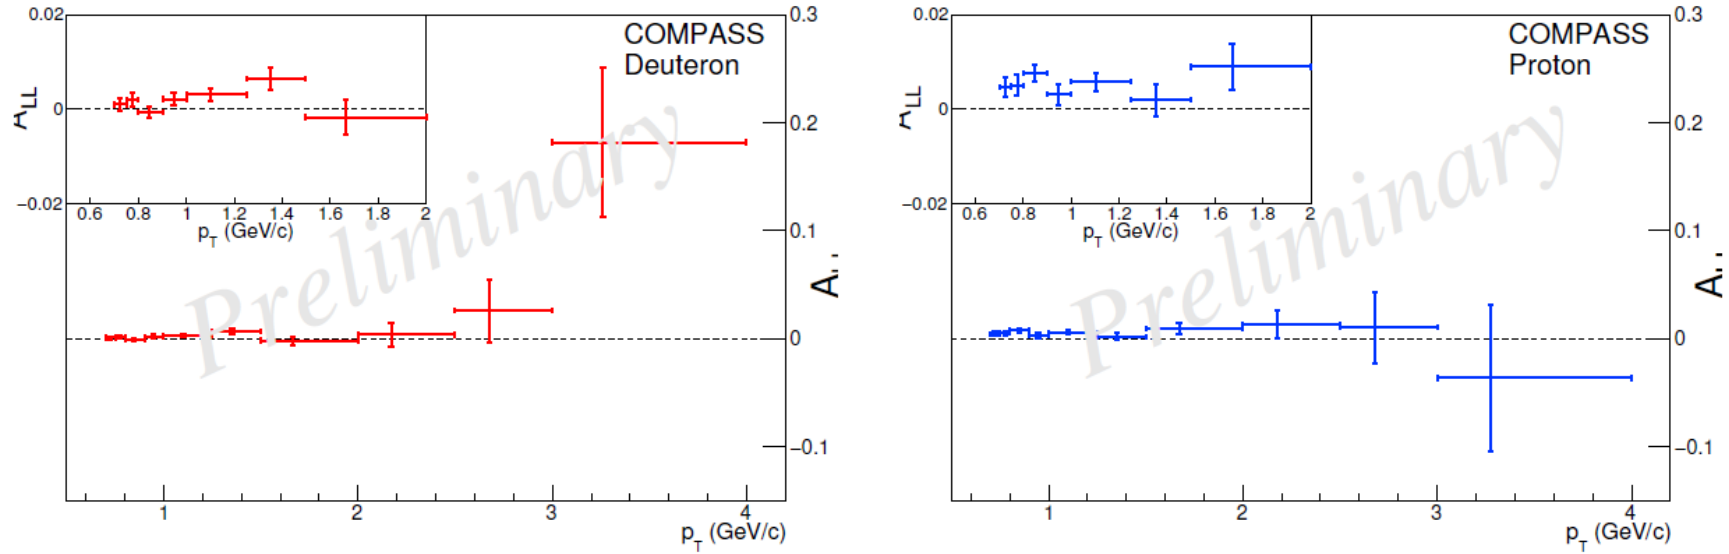 0.02
0
−0.02
A_LL
0.6 0.8 1 1.2 1.4 1.6 1.8 2
p_T (GeV/c)
COMPASS
Deuteron
0.3
0.2
0.1
0
−0.1
A_LL
1 2 3 4
p_T (GeV/c)
Preliminary
0.02
0
−0.02
A_LL
0.6 0.8 1 1.2 1.4 1.6 1.8 2
p_T (GeV/c)
COMPASS
Proton
0.3
0.2
0.1
0
−0.1
A_LL
1 2 3 4
p_T (GeV/c)
Preliminary